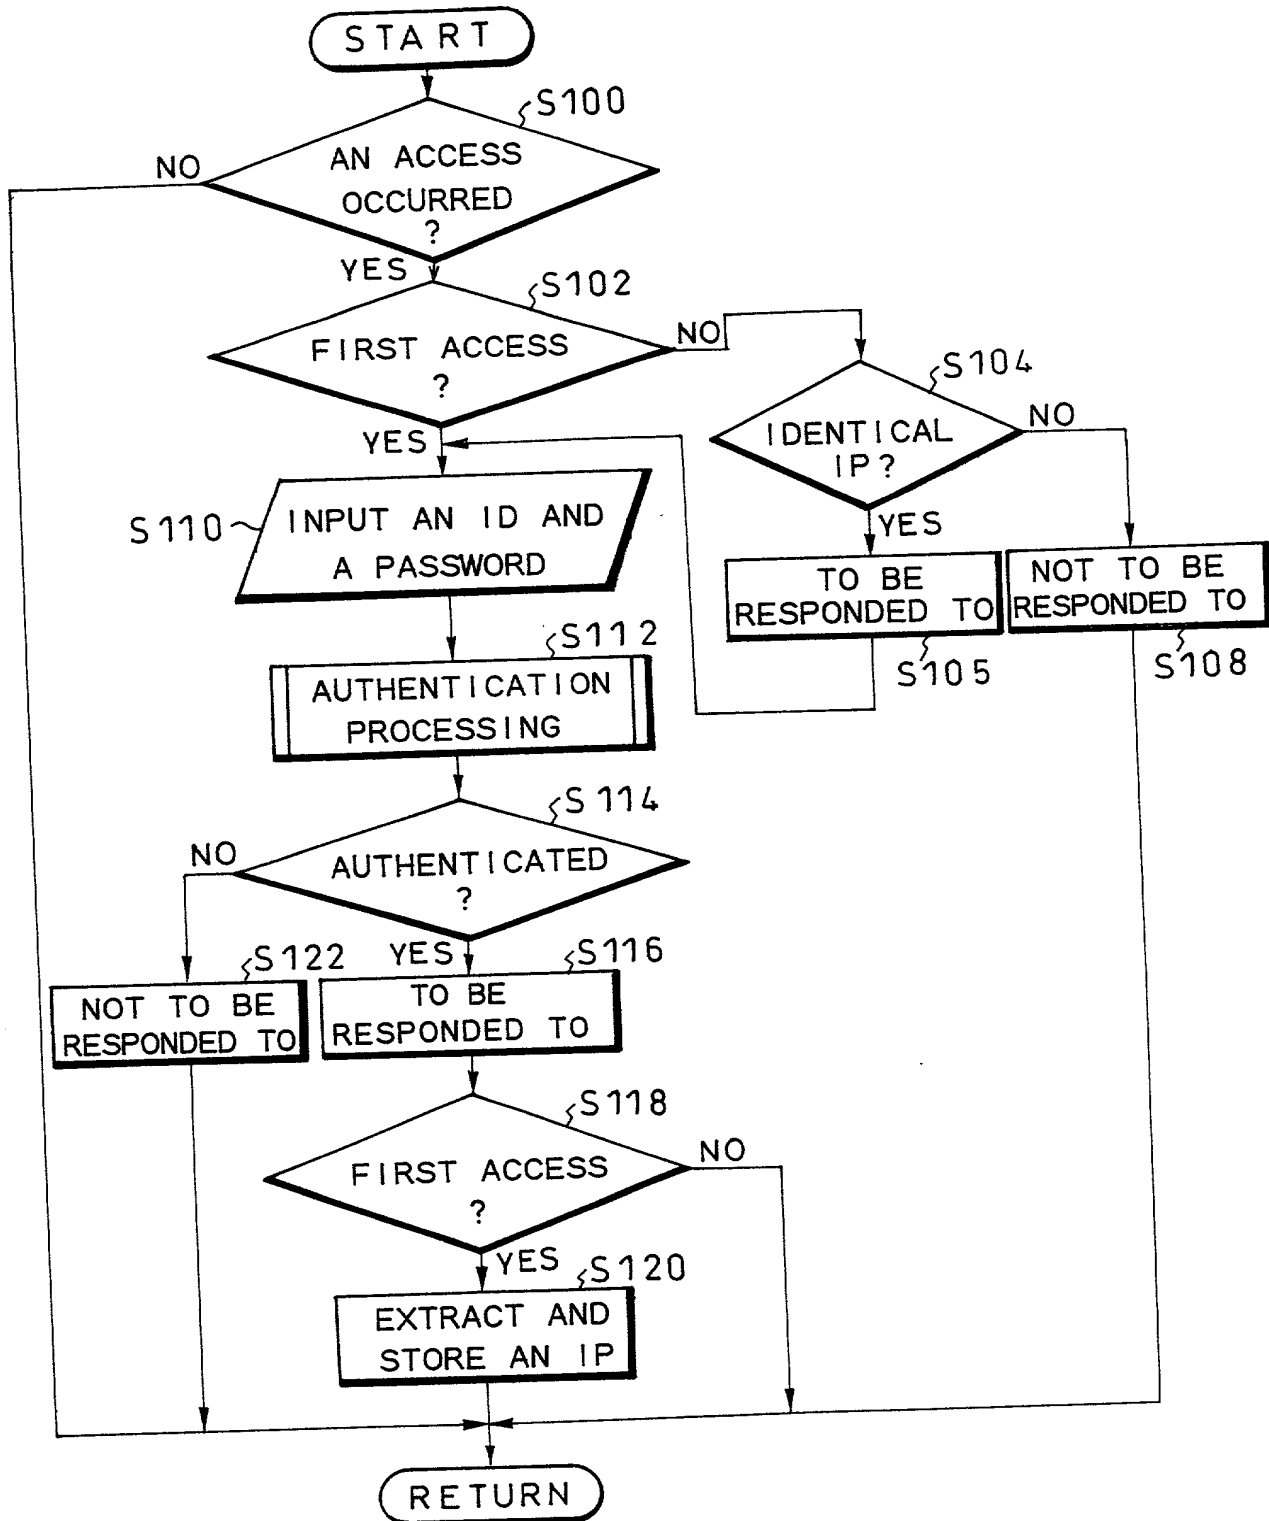 START
S100
NO
AN ACCESS
OCCURRED
?
YES
S102
FIRST ACCESS
?
NO
YES
S104
IDENTICAL
IP?
NO
YES
S110
INPUT AN ID AND
A PASSWORD
TO BE
RESPONDED TO
S105
NOT TO BE
RESPONDED TO
S108
S112
AUTHENTICATION
PROCESSING
S114
NO
AUTHENTICATED
?
YES
S122
NOT TO BE
RESPONDED TO
S116
TO BE
RESPONDED TO
S118
FIRST ACCESS
?
NO
YES
S120
EXTRACT AND
STORE AN IP
RETURN